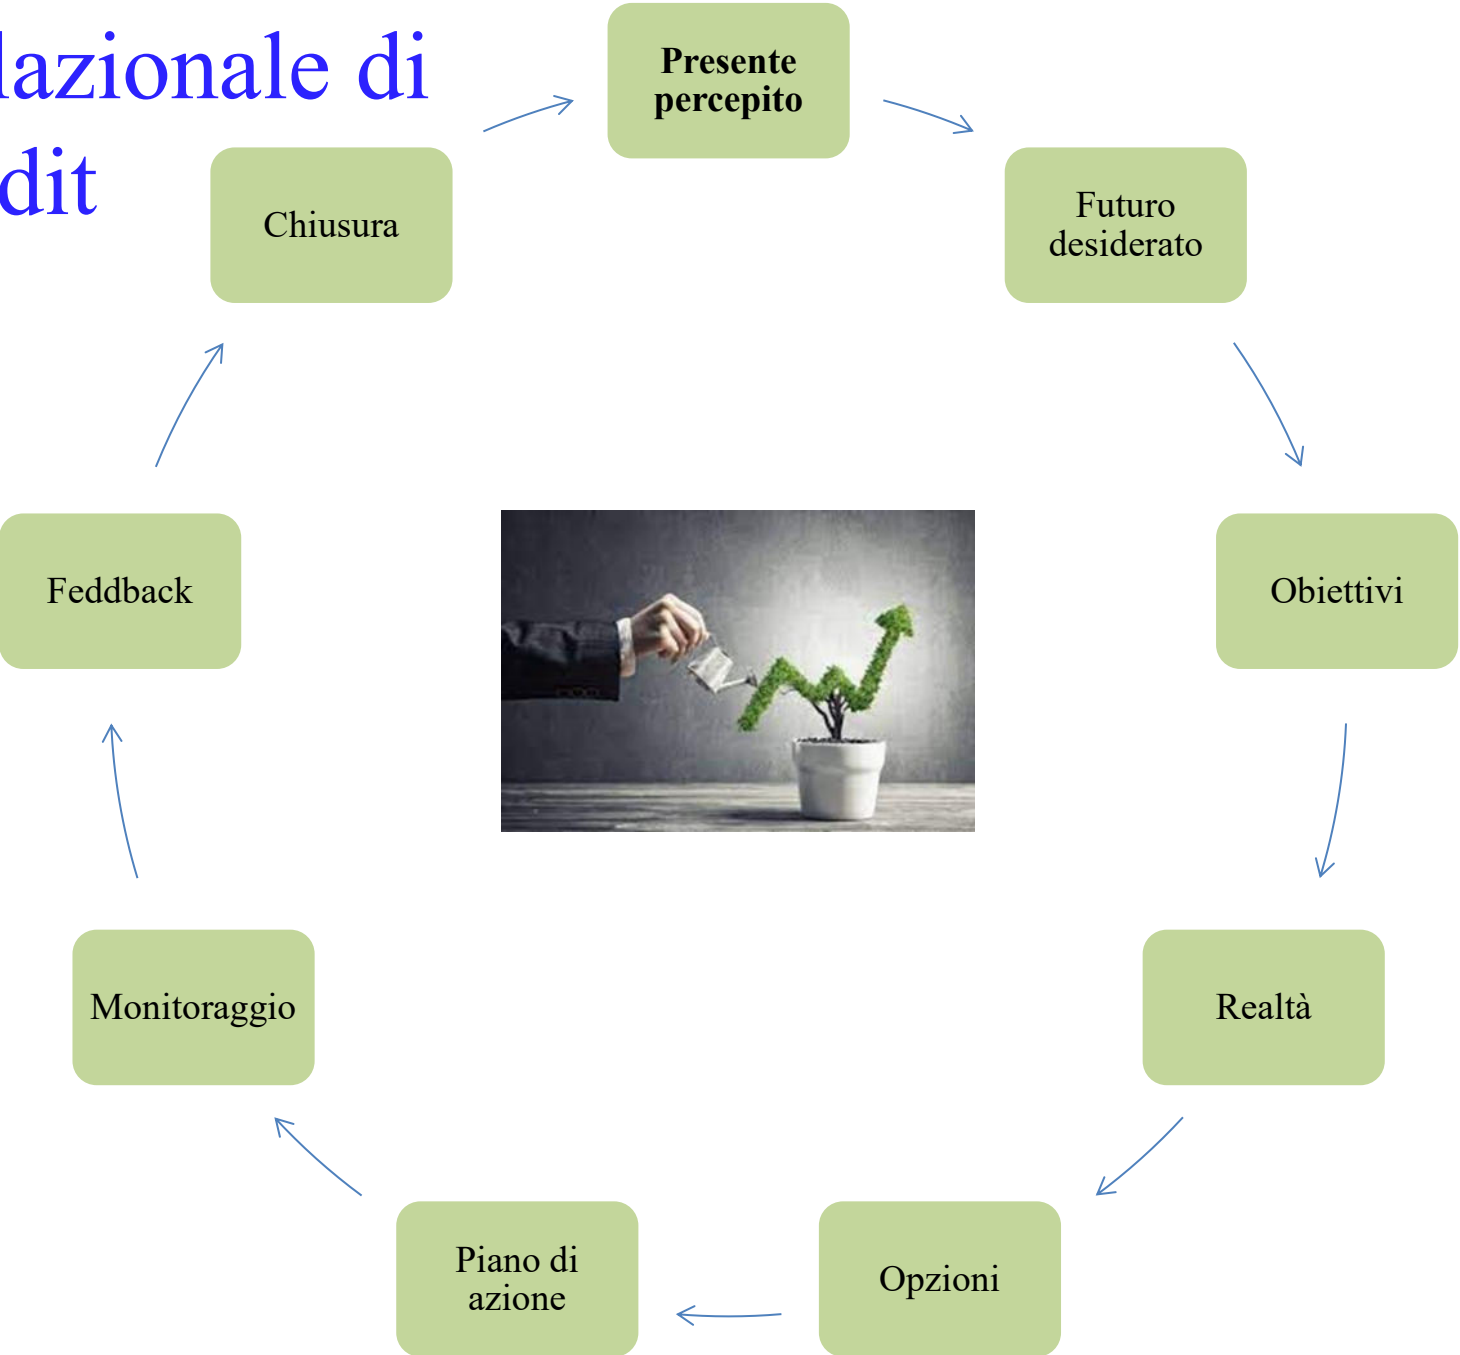 lazionale di
dit
Presente
percepito
Futuro
desiderato
Obiettivi
Realtà
Opzioni
Piano di
azione
Monitoraggio
Feddback
Chiusura